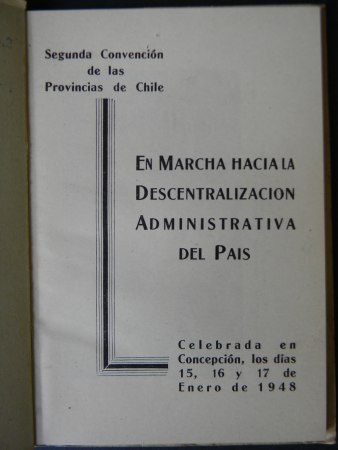 Segunda Convención
de las
Provincias de Chile
EN MARCHA HACIA LA
DESCENTRALIZACION
ADMINISTRATIVA
DEL PAIS
Celebrada en
Concepción, los días
15, 16 y 17 de
Enero de 1948